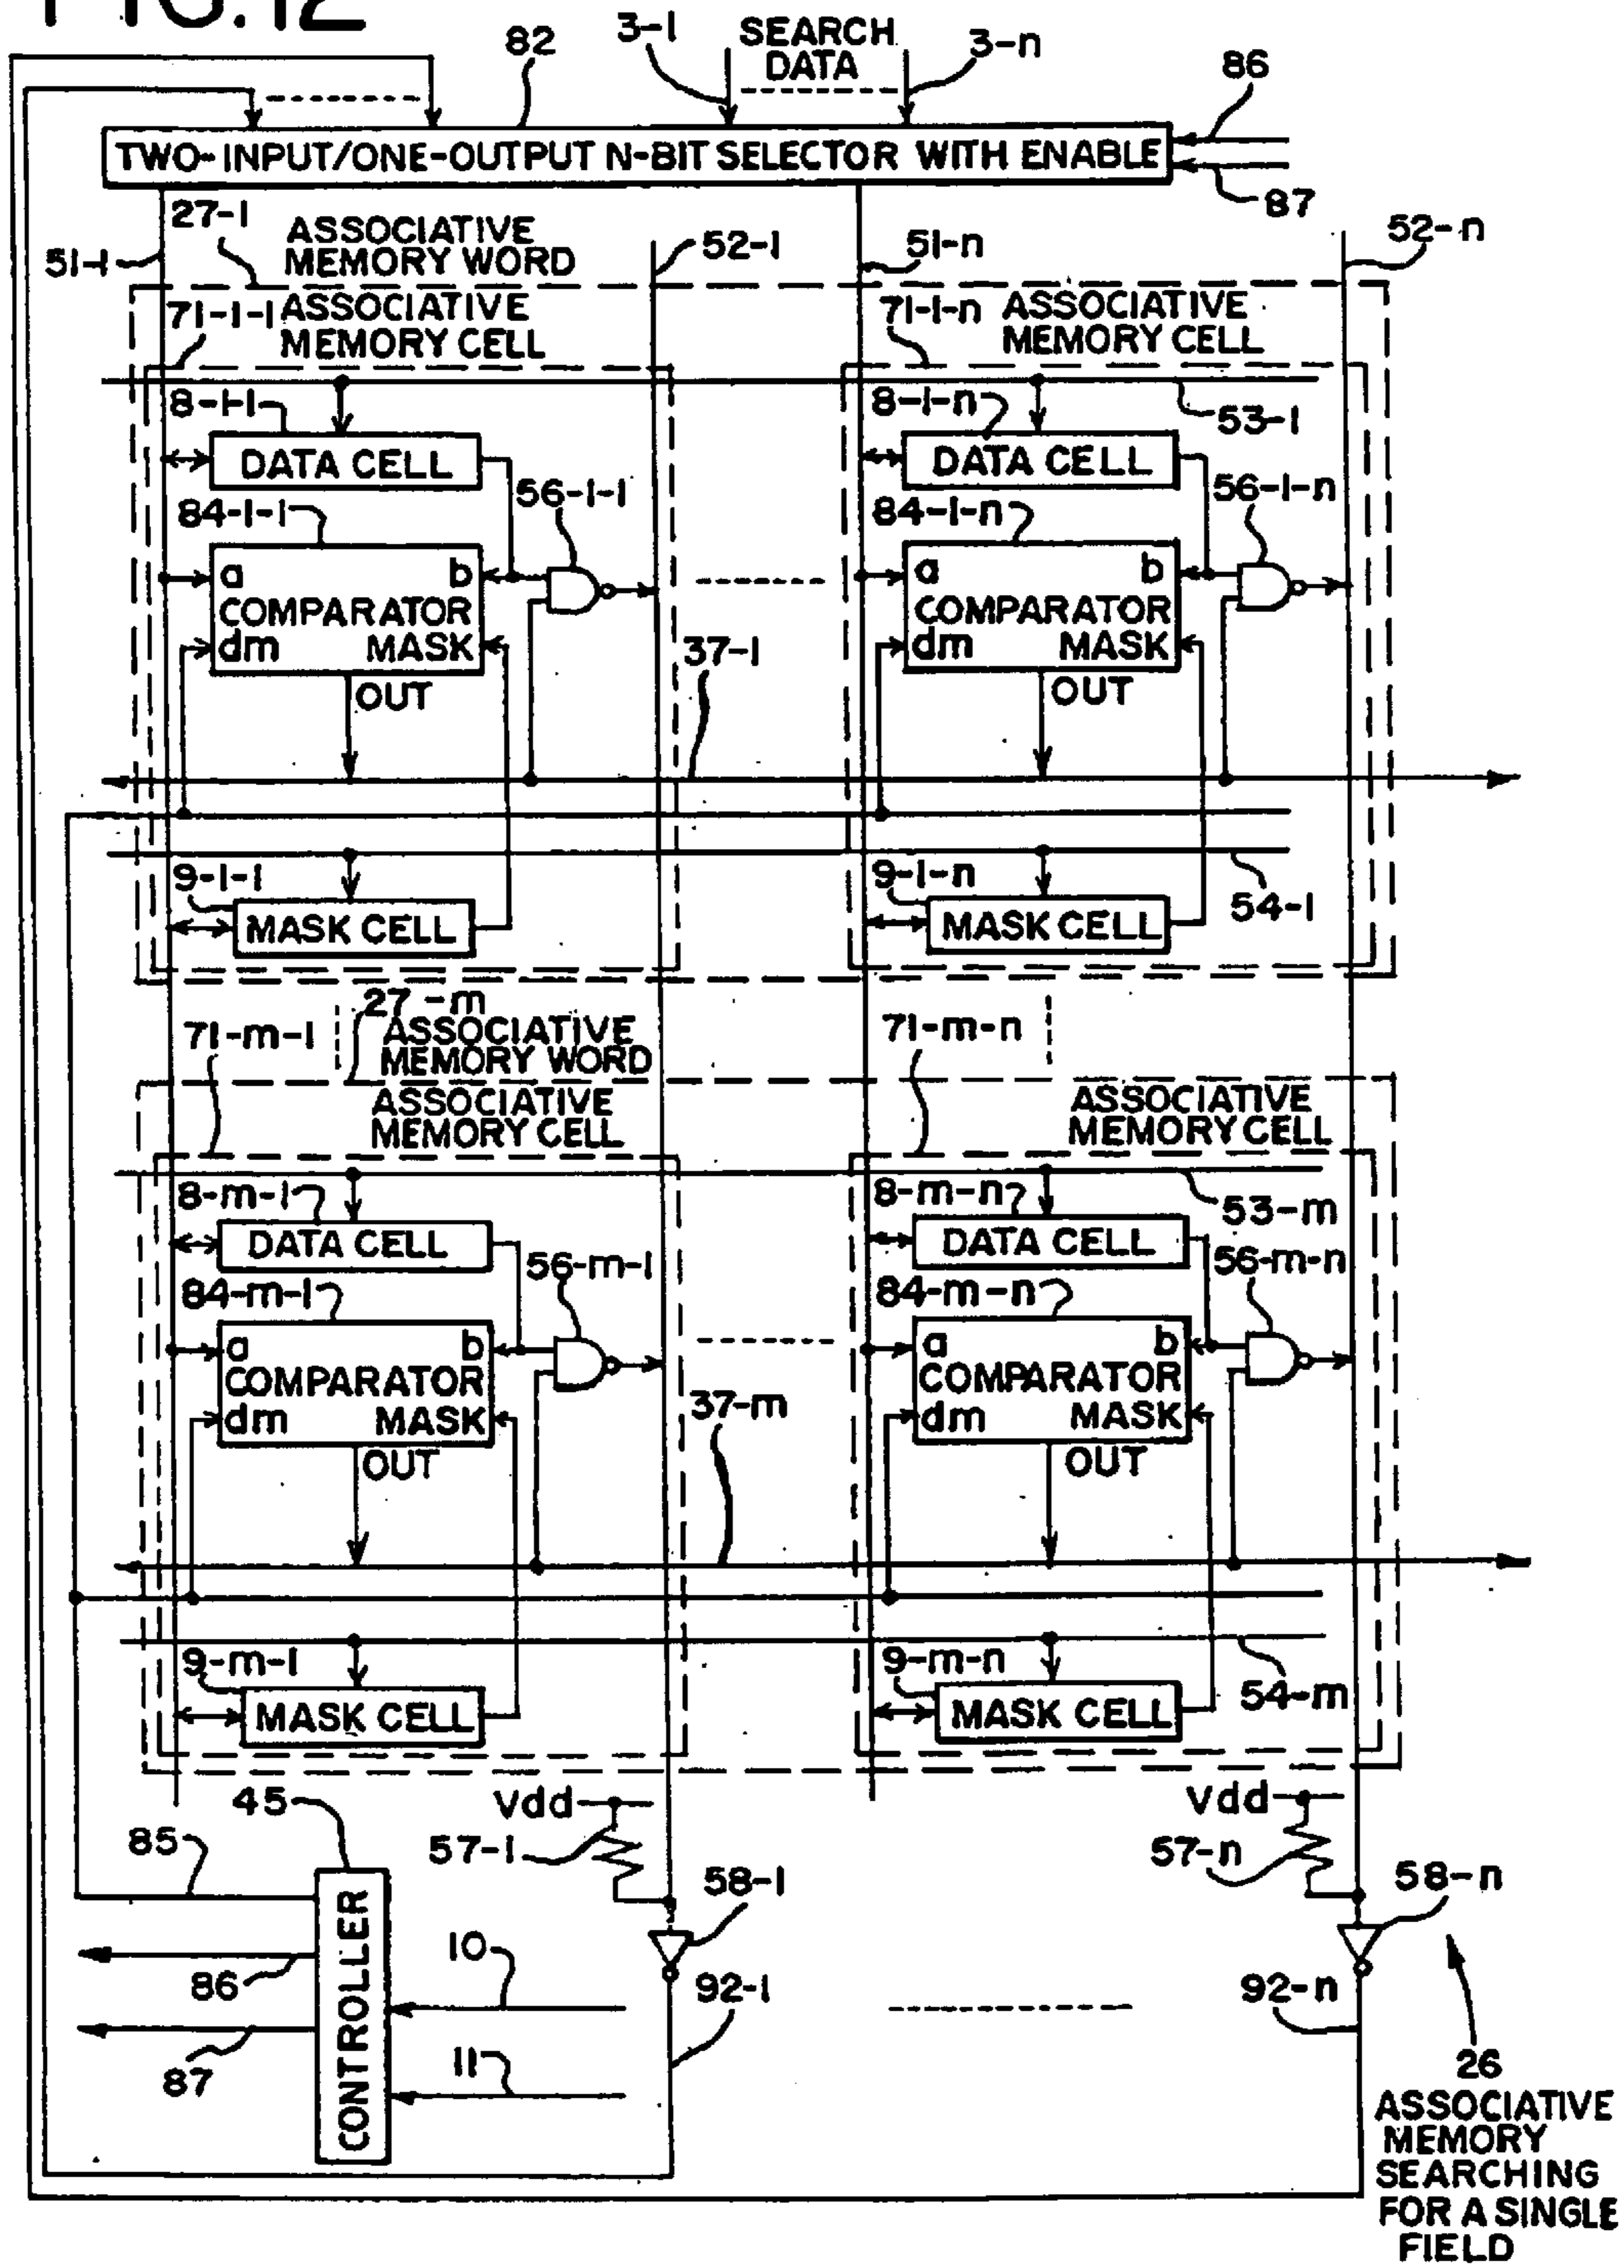 FIG.12
82
3-1
SEARCH
DATA
3-n
86
TWO-INPUT/ONE-OUTPUT N-BIT SELECTOR WITH ENABLE
87
27-1
51-1
ASSOCIATIVE
MEMORY WORD
52-1
51-n
52-n
71-1-1
ASSOCIATIVE
MEMORY CELL
71-1-n
ASSOCIATIVE
MEMORY CELL
8-1-1
8-1-n
53-1
DATA CELL
DATA CELL
56-1-1
56-1-n
84-1-1
84-1-n
a
b
COMPARATOR
dm
MASK
OUT
a
b
COMPARATOR
dm
MASK
OUT
37-1
9-1-1
MASK CELL
9-1-n
MASK CELL
54-1
27-m
71-m-1
ASSOCIATIVE
MEMORY WORD
71-m-n
ASSOCIATIVE
MEMORY CELL
ASSOCIATIVE
MEMORY CELL
8-m-1
8-m-n
53-m
DATA CELL
DATA CELL
56-m-1
56-m-n
84-m-1
84-m-n
a
b
COMPARATOR
dm
MASK
OUT
a
b
COMPARATOR
dm
MASK
OUT
37-m
9-m-1
MASK CELL
9-m-n
MASK CELL
54-m
45
Vdd
Vdd
85
57-1
57-n
58-1
58-n
CONTROLLER
86
10
92-1
92-n
87
11
26
ASSOCIATIVE
MEMORY
SEARCHING
FOR A SINGLE
FIELD